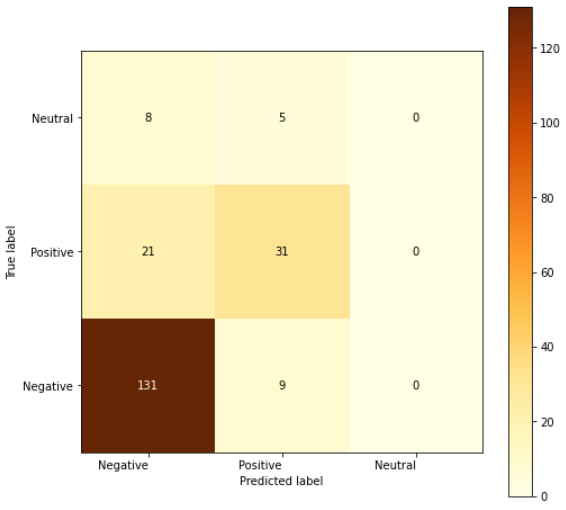 Neutral 8 5 0
Positive 21 31 0
Negative 131 9 0
Negative Positive Neutral
Predicted label
True label
120
100
80
60
40
20
0